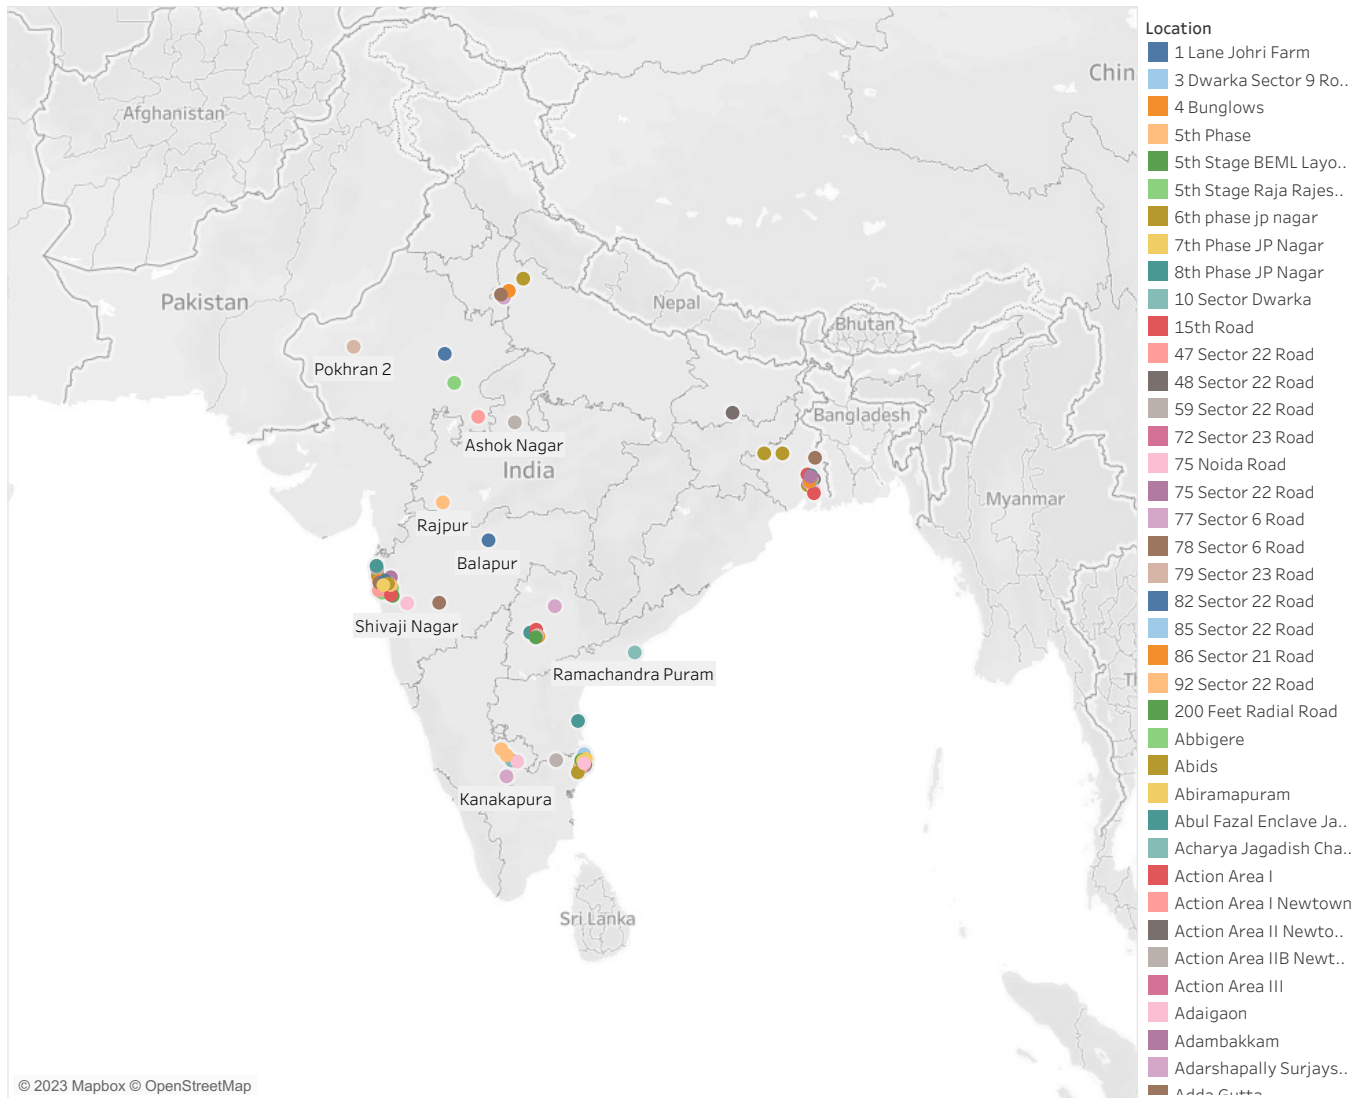 Afghanistan
Chin
Pakistan
Nepal
Bhutan
Pokhran 2
Bangladesh
Ashok Nagar
India
Myanmar
Rajpur
Balapur
Shivaji Nagar
Ramachandra Puram
Kanakapura
Sri Lanka
© 2023 Mapbox © OpenStreetMap
Location
1 Lane Johri Farm
3 Dwarka Sector 9 Ro..
4 Bunglows
5th Phase
5th Stage BEML Layo..
5th Stage Raja Rajes..
6th phase jp nagar
7th Phase JP Nagar
8th Phase JP Nagar
10 Sector Dwarka
15th Road
47 Sector 22 Road
48 Sector 22 Road
59 Sector 22 Road
72 Sector 23 Road
75 Noida Road
75 Sector 22 Road
77 Sector 6 Road
78 Sector 6 Road
79 Sector 23 Road
82 Sector 22 Road
85 Sector 22 Road
86 Sector 21 Road
92 Sector 22 Road
200 Feet Radial Road
Abbigere
Abids
Abiramapuram
Abul Fazal Enclave Ja..
Acharya Jagadish Cha..
Action Area I
Action Area I Newtown
Action Area II Newto..
Action Area IIB Newt..
Action Area III
Adaigaon
Adambakkam
Adarshapally Surjays..
Adda Gutta